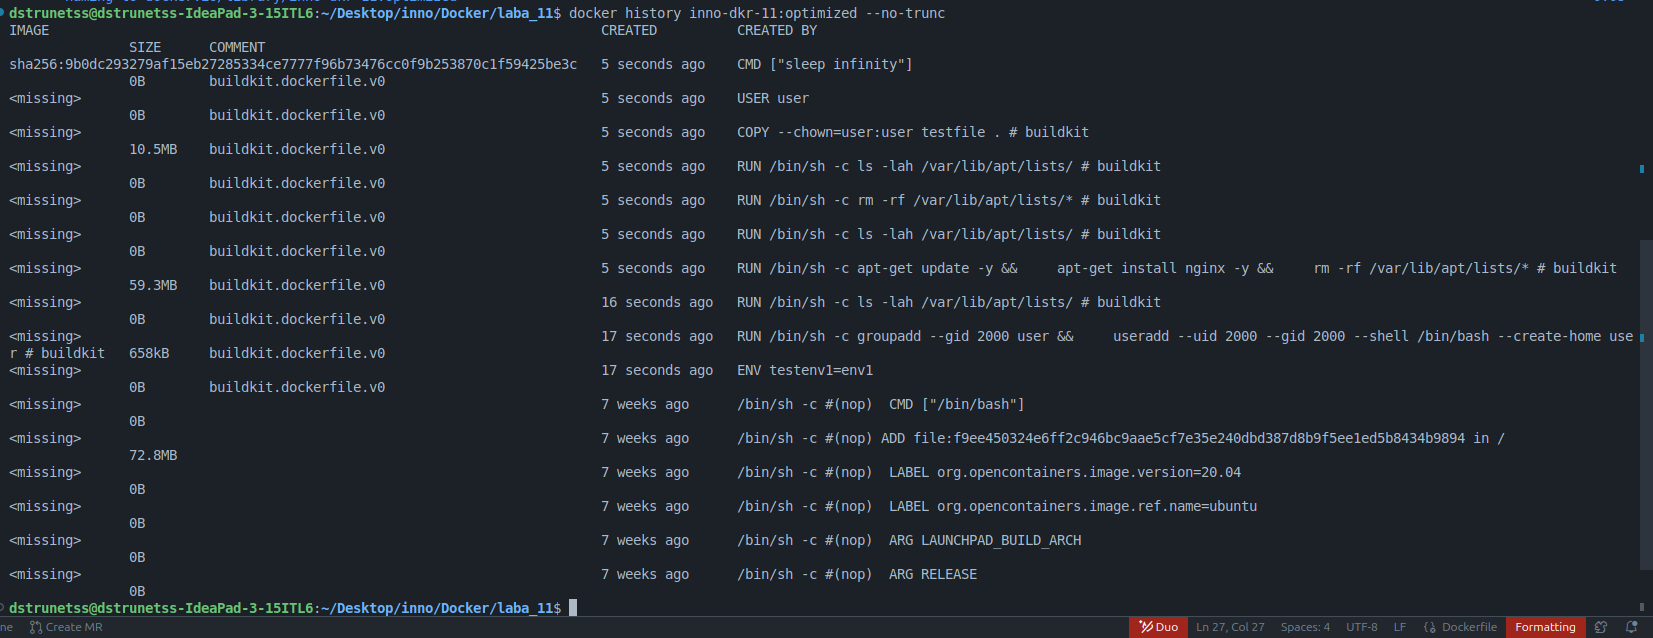 dstrunetss@dstrunetss-IdeaPad-3-15ITL6:~/Desktop/inno/Docker/laba_11$ docker history inno-dkr-11:optimized --no-trunc
IMAGE CREATED CREATED BY
SIZE COMMENT
sha256:9b0dc293279af15eb27285334ce7777f96b73476cc0f9b253870c1f59425be3c 5 seconds ago CMD ["sleep infinity"]
0B buildkit.dockerfile.v0
<missing> 5 seconds ago USER user
0B buildkit.dockerfile.v0
<missing> 5 seconds ago COPY --chown=user:user testfile . # buildkit
10.5MB buildkit.dockerfile.v0
<missing> 5 seconds ago RUN /bin/sh -c ls -lah /var/lib/apt/lists/ # buildkit
0B buildkit.dockerfile.v0
<missing> 5 seconds ago RUN /bin/sh -c rm -rf /var/lib/apt/lists/* # buildkit
0B buildkit.dockerfile.v0
<missing> 5 seconds ago RUN /bin/sh -c ls -lah /var/lib/apt/lists/ # buildkit
0B buildkit.dockerfile.v0
<missing> 5 seconds ago RUN /bin/sh -c apt-get update -y && apt-get install nginx -y && rm -rf /var/lib/apt/lists/* # buildkit
59.3MB buildkit.dockerfile.v0
<missing> 16 seconds ago RUN /bin/sh -c ls -lah /var/lib/apt/lists/ # buildkit
0B buildkit.dockerfile.v0
<missing> 17 seconds ago RUN /bin/sh -c groupadd --gid 2000 user && useradd --uid 2000 --gid 2000 --shell /bin/bash --create-home use
r # buildkit 658kB buildkit.dockerfile.v0
<missing> 17 seconds ago ENV testenv1=env1
0B buildkit.dockerfile.v0
<missing> 7 weeks ago /bin/sh -c #(nop) CMD ["/bin/bash"]
0B
<missing> 7 weeks ago /bin/sh -c #(nop) ADD file:f9ee450324e6ff2c946bc9aae5cf7e35e240dbd387d8b9f5ee1ed5b8434b9894 in /
72.8MB
<missing> 7 weeks ago /bin/sh -c #(nop) LABEL org.opencontainers.image.version=20.04
0B
<missing> 7 weeks ago /bin/sh -c #(nop) LABEL org.opencontainers.image.ref.name=ubuntu
0B
<missing> 7 weeks ago /bin/sh -c #(nop) ARG LAUNCHPAD_BUILD_ARCH
0B
<missing> 7 weeks ago /bin/sh -c #(nop) ARG RELEASE
0B
dstrunetss@dstrunetss-IdeaPad-3-15ITL6:~/Desktop/inno/Docker/laba_11$
ne Create MR Duo Ln 27, Col 27 Spaces: 4 UTF-8 LF Dockerfile Formatting